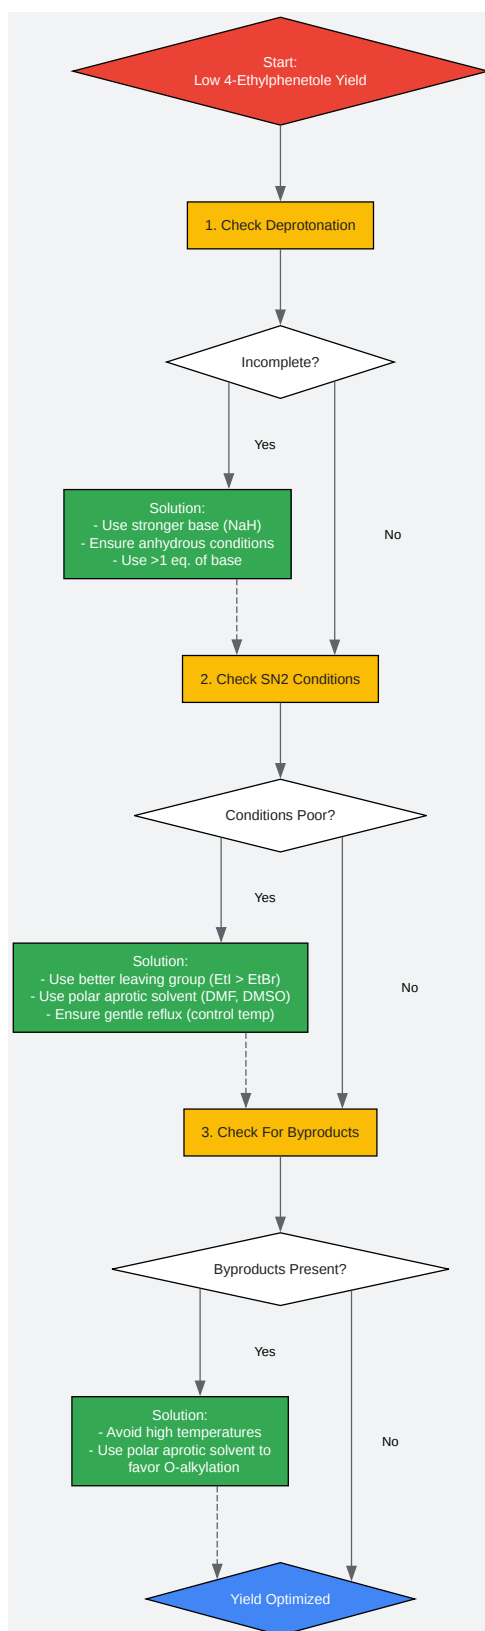 Start:
Low 4-Ethylphenetole Yield
1. Check Deprotonation
Incomplete?
Yes
Solution:
- Use stronger base (NaH)
- Ensure anhydrous conditions
- Use >1 eq. of base
No
2. Check SN2 Conditions
Conditions Poor?
Yes
Solution:
- Use better leaving group (EtI > EtBr)
- Use polar aprotic solvent (DMF, DMSO)
- Ensure gentle reflux (control temp)
No
3. Check For Byproducts
Byproducts Present?
Yes
Solution:
- Avoid high temperatures
- Use polar aprotic solvent to
favor O-alkylation
No
Yield Optimized